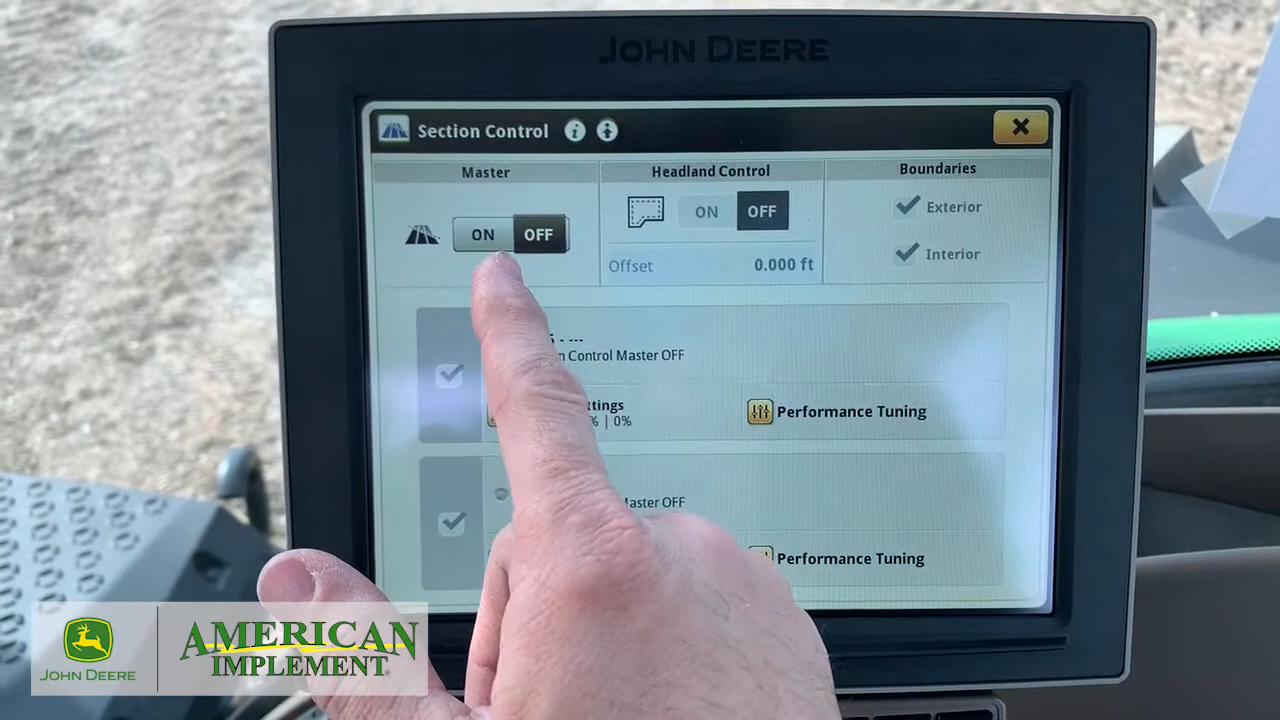 JOHN DEERE
Section Control
Master
Headland Control
Boundaries
ON OFF
ON OFF
Exterior
Offset 0.000 ft
Interior
Control Master OFF
0%
Performance Tuning
Master OFF
Performance Tuning
JOHN DEERE
AMERICAN
IMPLEMENT